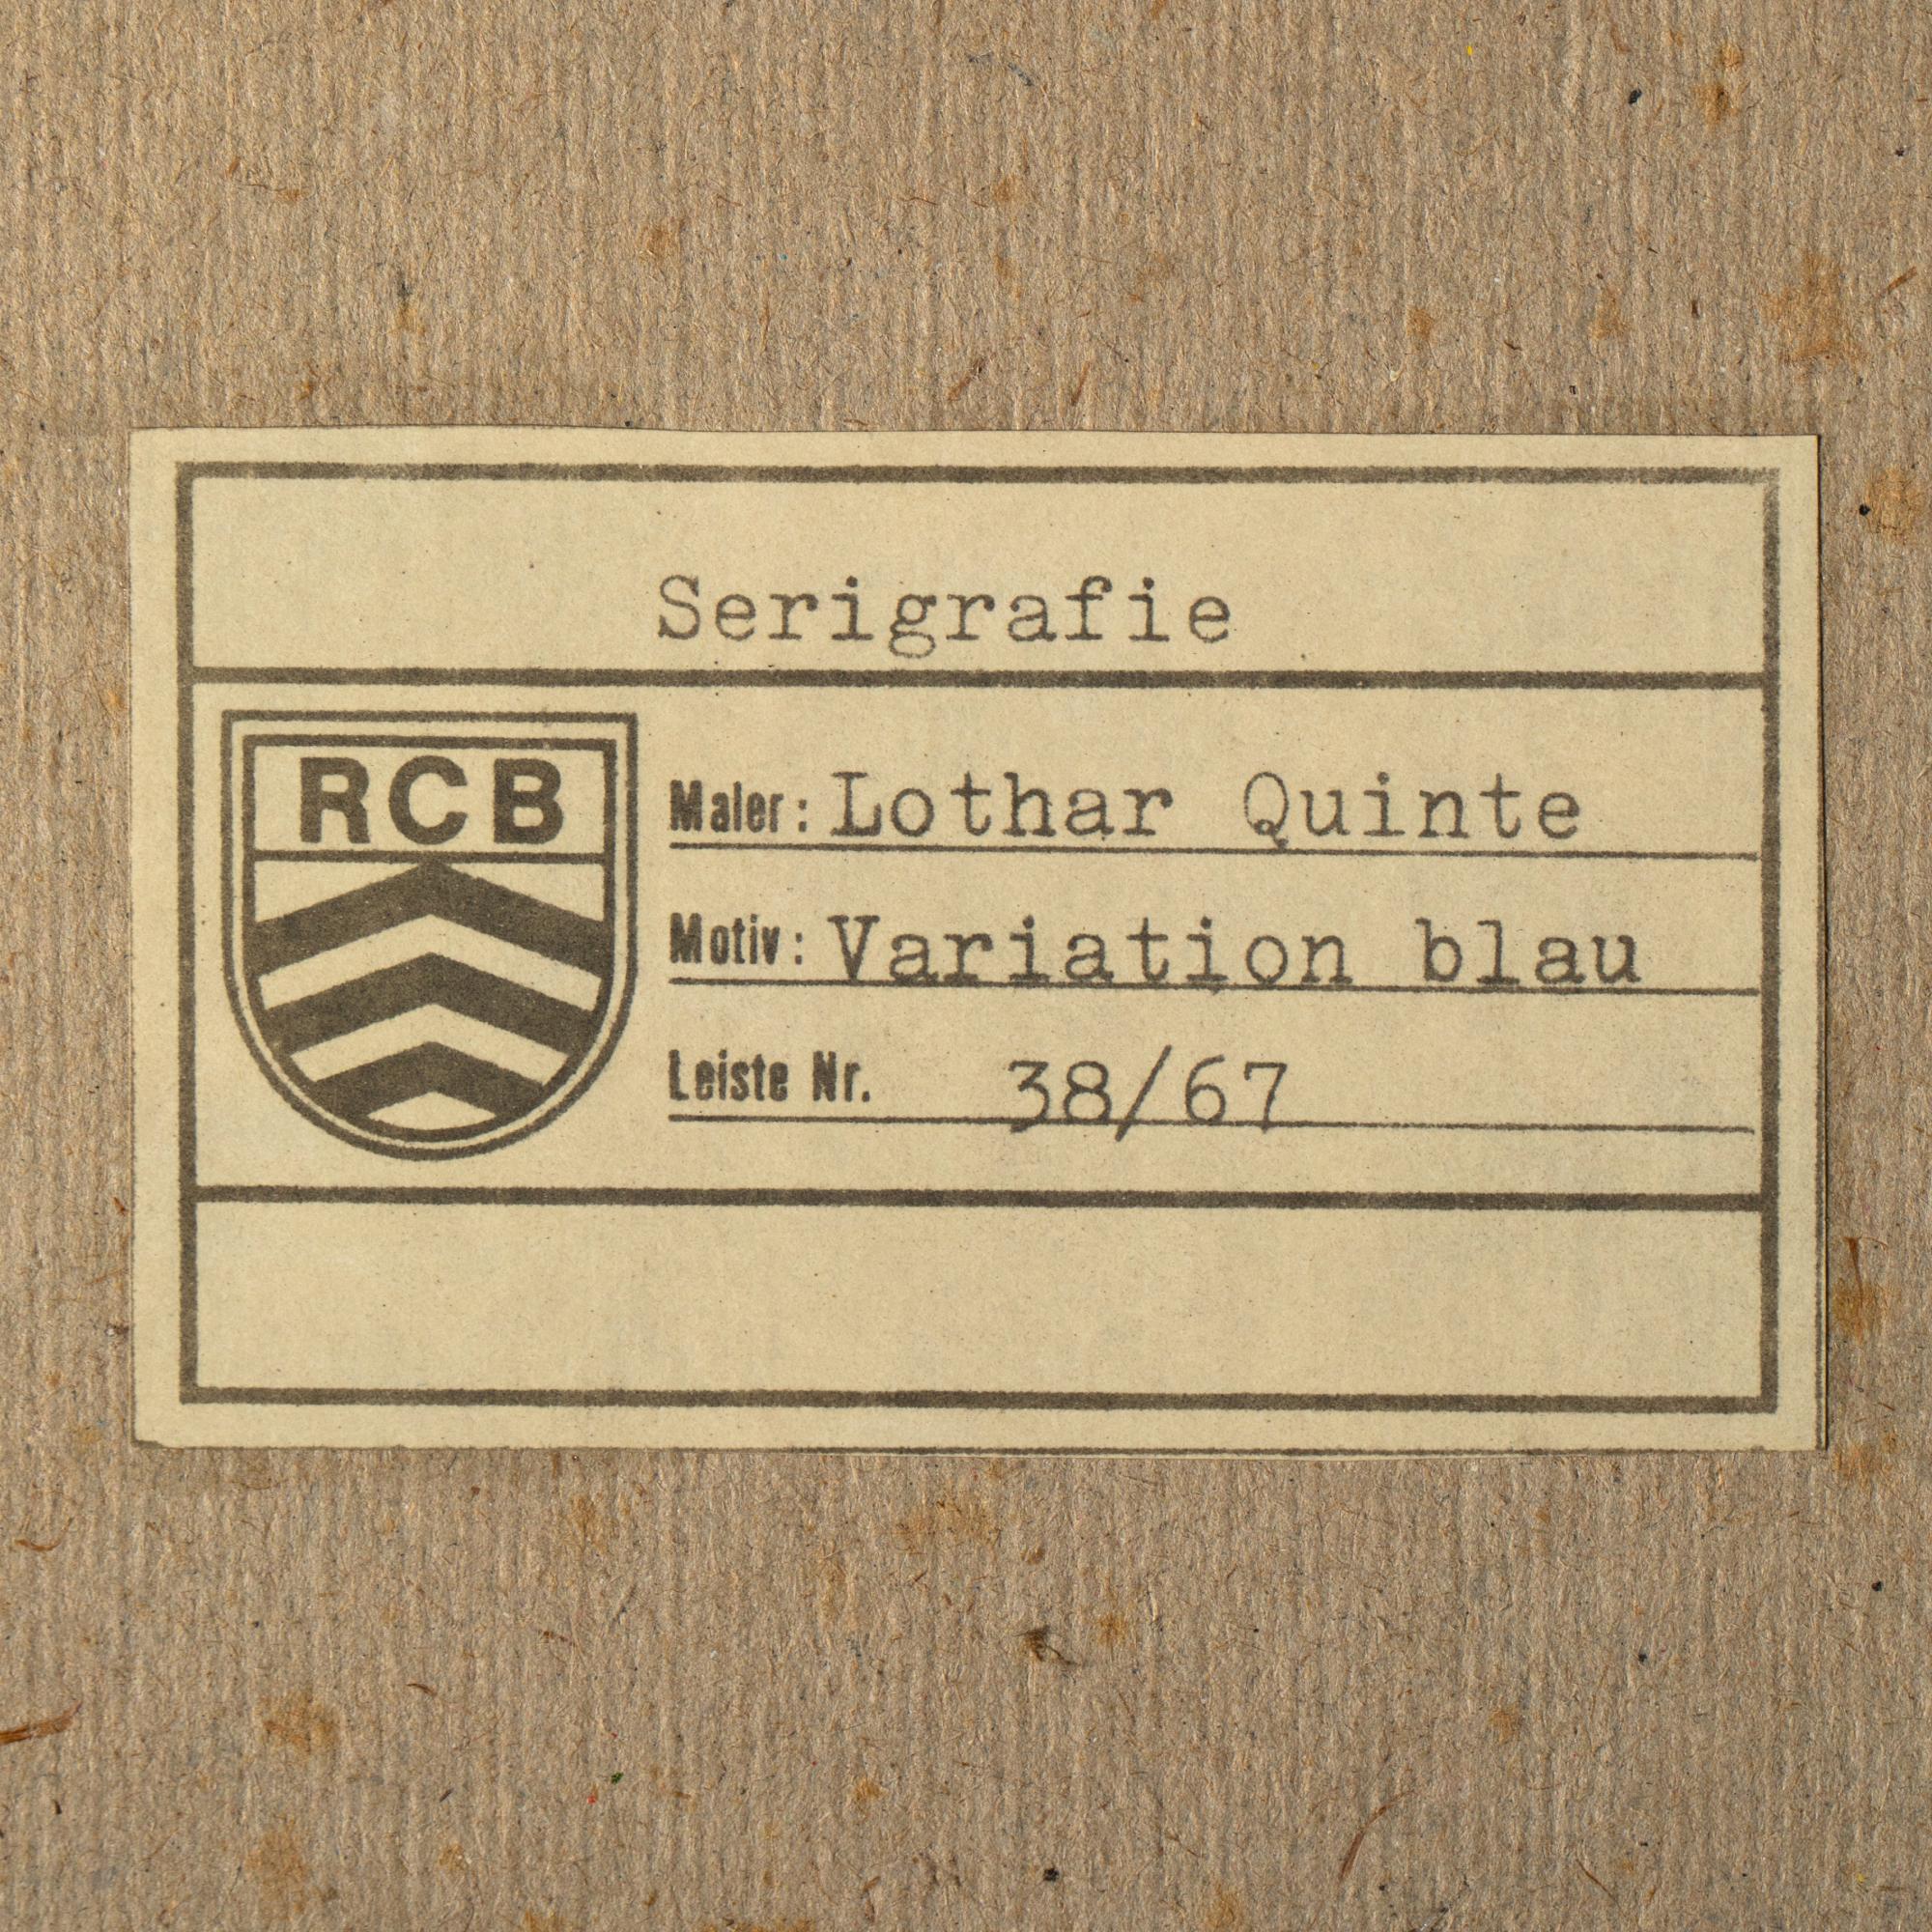 Serigrafie
RCB
Maler: Lothar Quinte
Motiv: Variation blau
Leiste Nr. 38/67